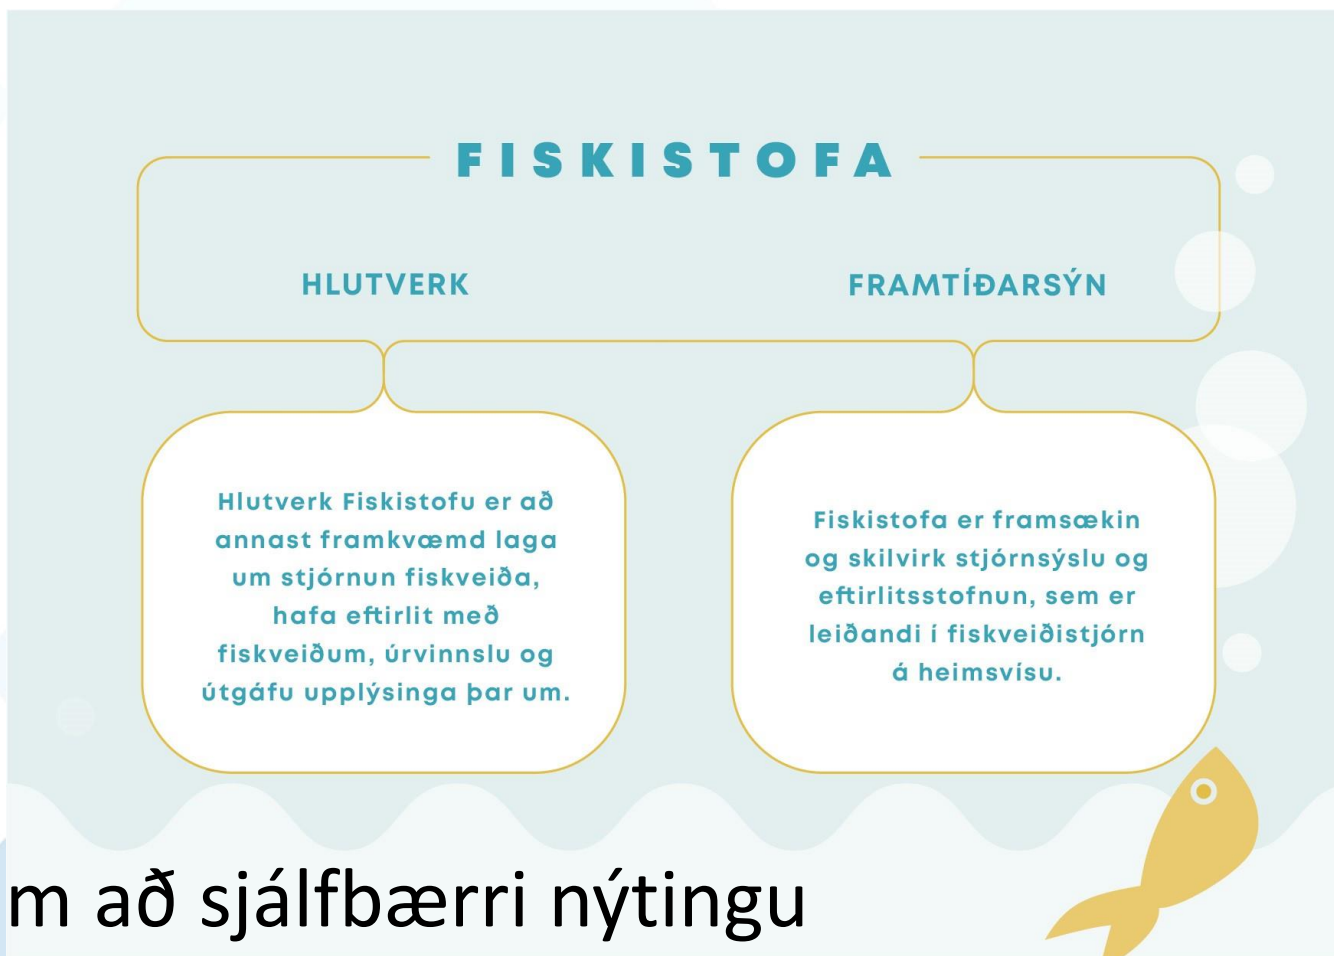 FISKISTOFA
HLUTVERK
FRAMTÍÐARSÝN
Hlutverk Fiskistofu er að
annast framkvæmd laga
um stjórnun fiskveiða,
hafa eftirlit með
fiskveiðum, úrvinnslu og
útgáfu upplýsinga þar um.
Fiskistofa er framsækin
og skilvirk stjórnsýslu og
eftirlitsstofnun, sem er
leiðandi í fiskveiðistjórn
á heimsvísu.
m að sjálfbærri nýtingu